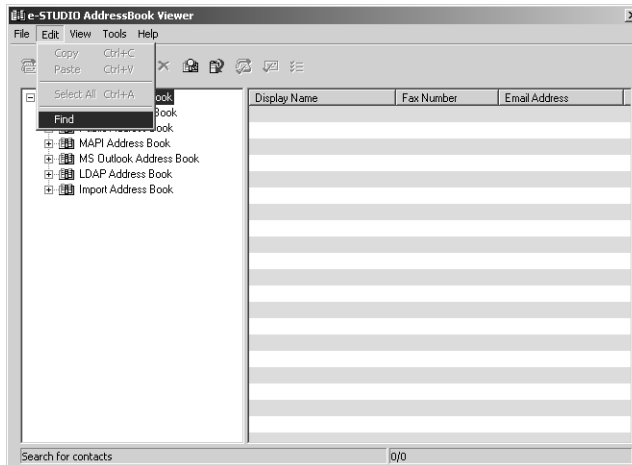 e-STUDIO AddressBook Viewer
File Edit View Tools Help
Copy Ctrl+C
Paste Ctrl+V
Select All Ctrl+A
Find
Display Name Fax Number Email Address
MAPI Address Book
MS Outlook Address Book
LDAP Address Book
Import Address Book
Search for contacts 0/0